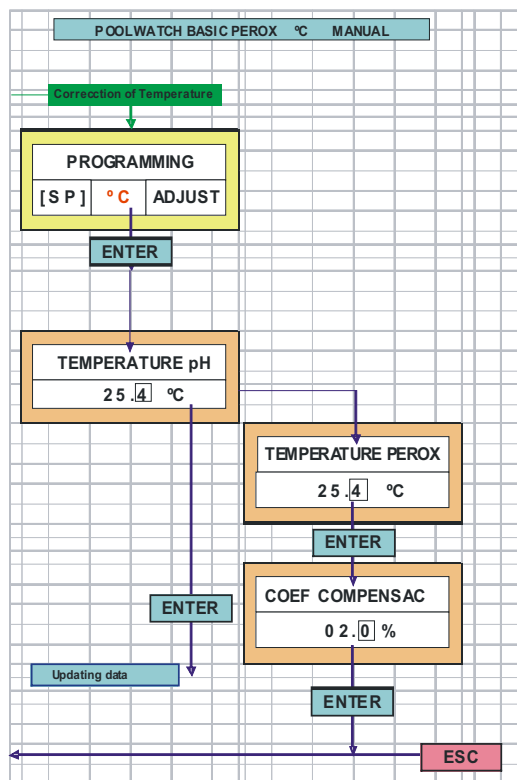 POOLWATCH BASIC PEROX ºC MANUAL
Correcction of Temperature
PROGRAMMING
[SP] ºC ADJUST
ENTER
TEMPERATURE pH
25.4 ºC
TEMPERATURE PEROX
25.4 ºC
ENTER
COEF COMPENSAC
02.0 %
ENTER
Updating data
ENTER
ESC